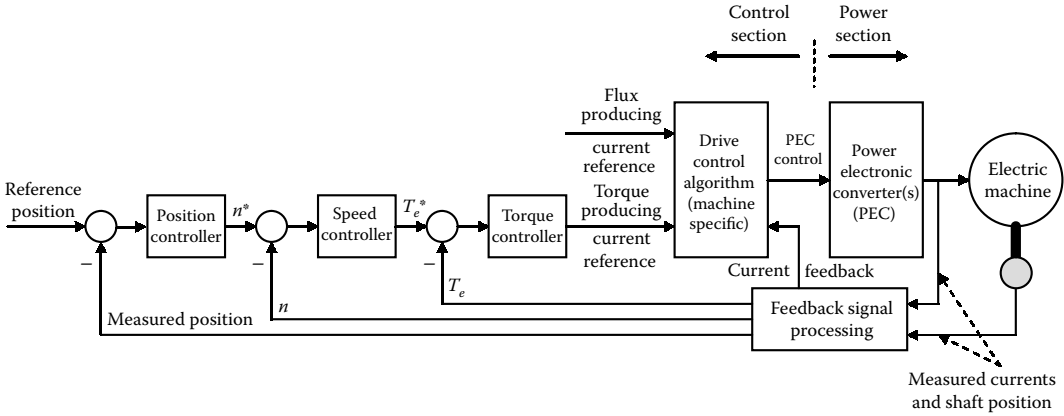 Control
section
Power
section
Flux
producing
current
reference
Torque
producing
current
reference
Drive
control
algorithm
(machine
specific)
PEC
control
Power
electronic
converter(s)
(PEC)
Electric
machine
Reference
position
−
Position
controller
n*
−
Speed
controller
Te*
−
Torque
controller
Current feedback
Te
n
Measured position
Feedback signal
processing
Measured currents
and shaft position